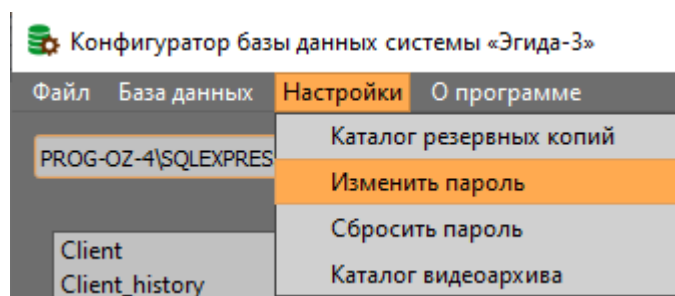 Конфигуратор базы данных системы «Эгида-3»
Файл База данных Настройки О программе
PROG-OZ-4\SQLEXPRES
Каталог резервных копий
Изменить пароль
Сбросить пароль
Каталог видеоархива
Client
Client_history